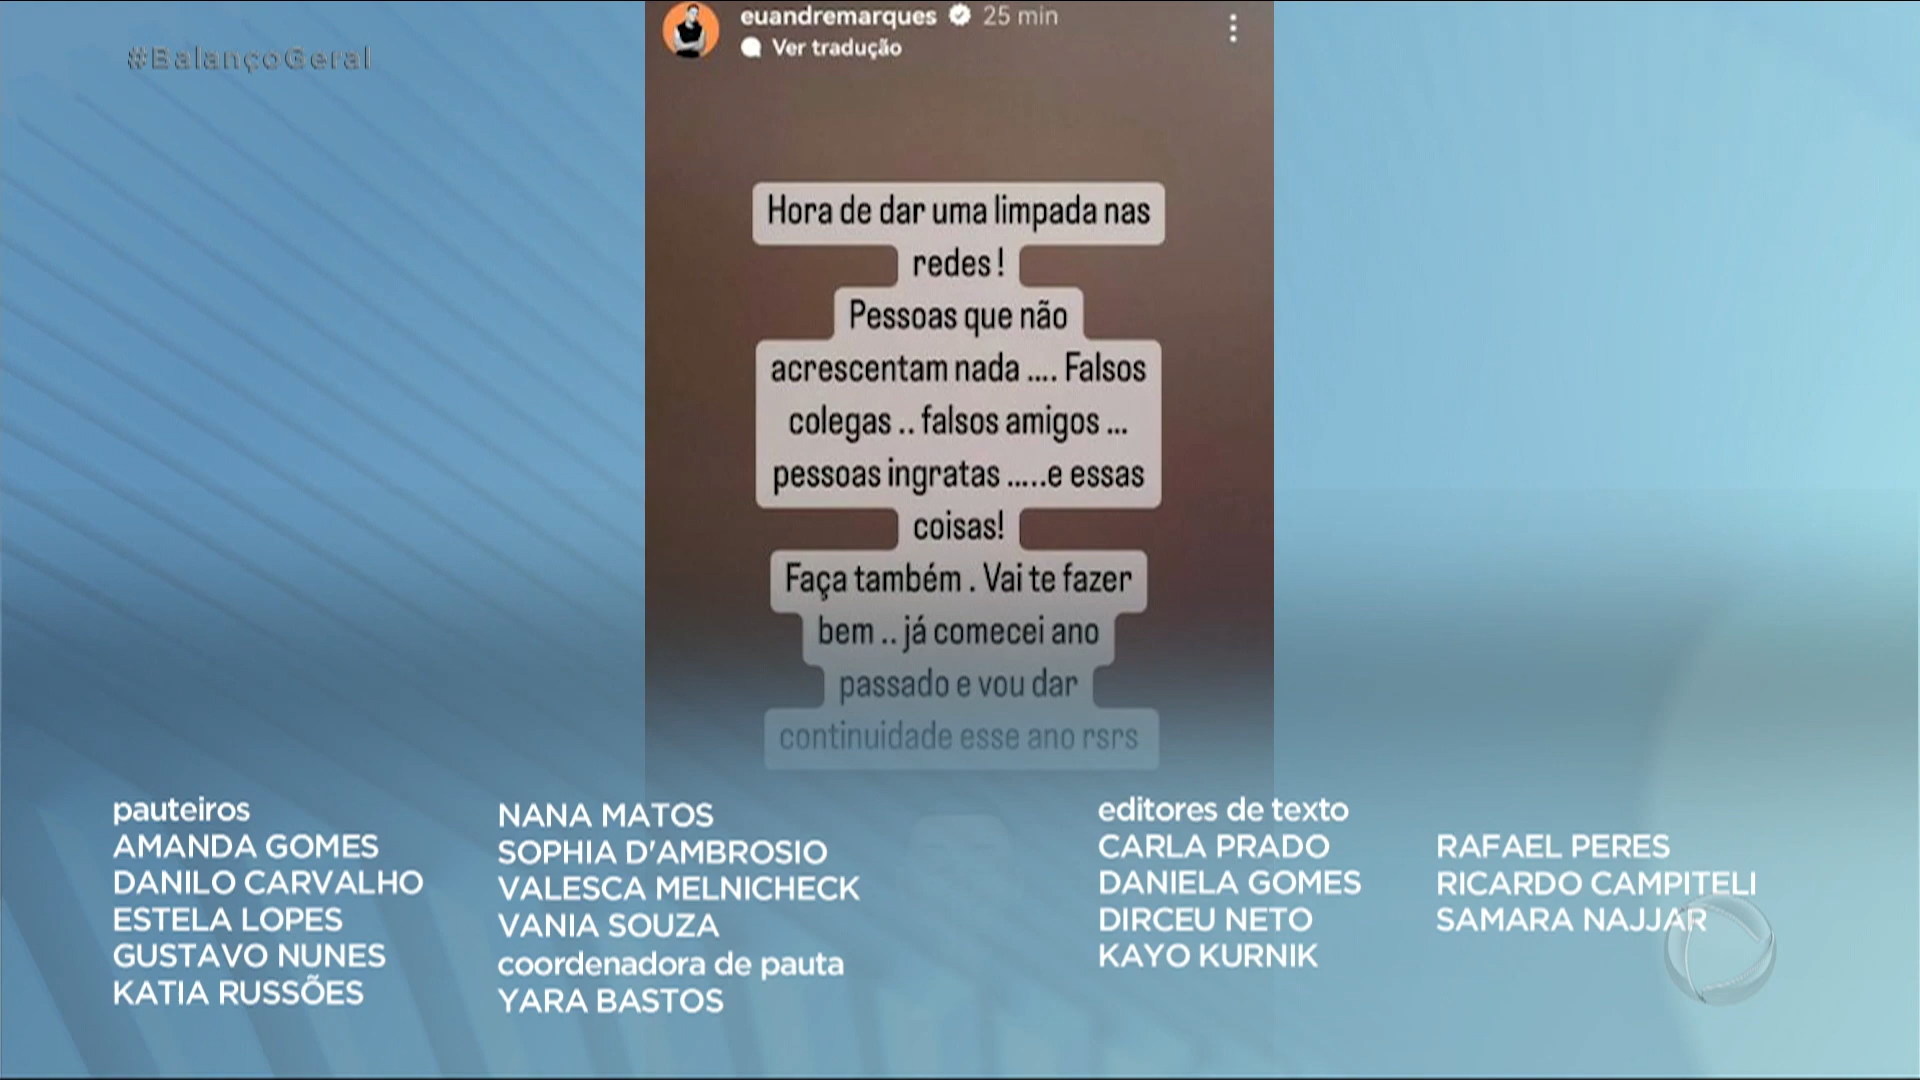 #BalançoGeral
euandremarques 25 min
Ver tradução
Hora de dar uma limpada nas
redes !
Pessoas que não
acrescentam nada .... Falsos
colegas .. falsos amigos ...
pessoas ingratas .....e essas
coisas!
Faça também . Vai te fazer
bem .. já comecei ano
passado e vou dar
continuidade esse ano rsrs
pauteiros
AMANDA GOMES
DANILO CARVALHO
ESTELA LOPES
GUSTAVO NUNES
KATIA RUSSÕES
NANA MATOS
SOPHIA D'AMBROSIO
VALESCA MELNICHECK
VANIA SOUZA
coordenadora de pauta
YARA BASTOS
editores de texto
CARLA PRADO
DANIELA GOMES
DIRCEU NETO
KAYO KURNIK
RAFAEL PERES
RICARDO CAMPITELI
SAMARA NAJJAR